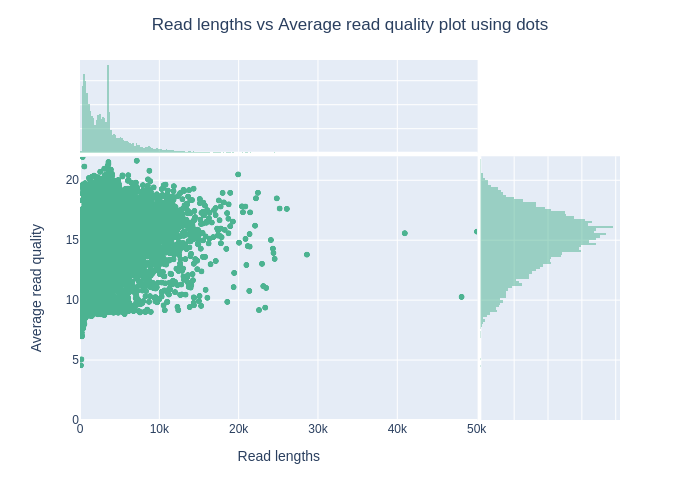 Read lengths vs Average read quality plot using dots
Average read quality
20
15
10
5
0
0 10k 20k 30k 40k 50k
Read lengths